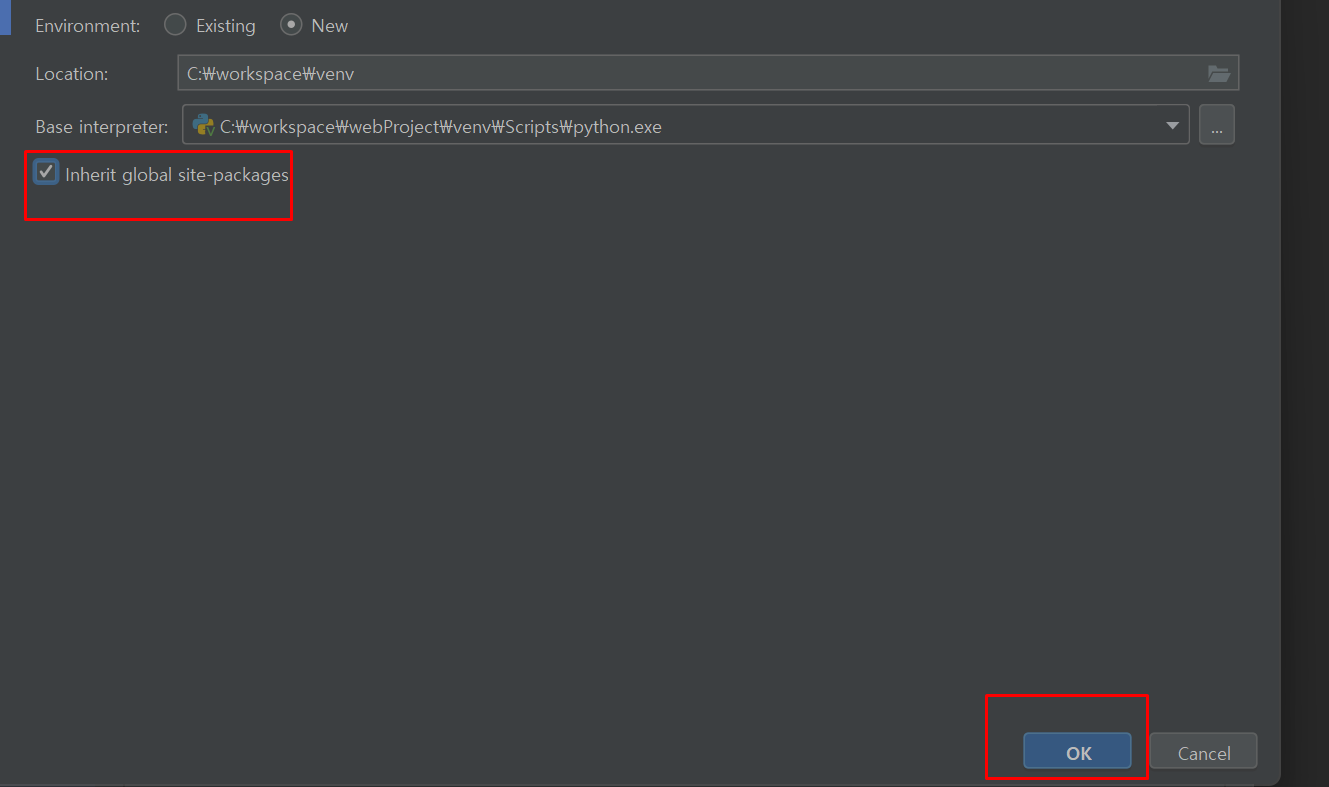 Environment: Existing New
Location: C:₩workspace₩venv
Base interpreter: C:₩workspace₩webProject₩venv₩Scripts₩python.exe ...
Inherit global site-packages
OK Cancel